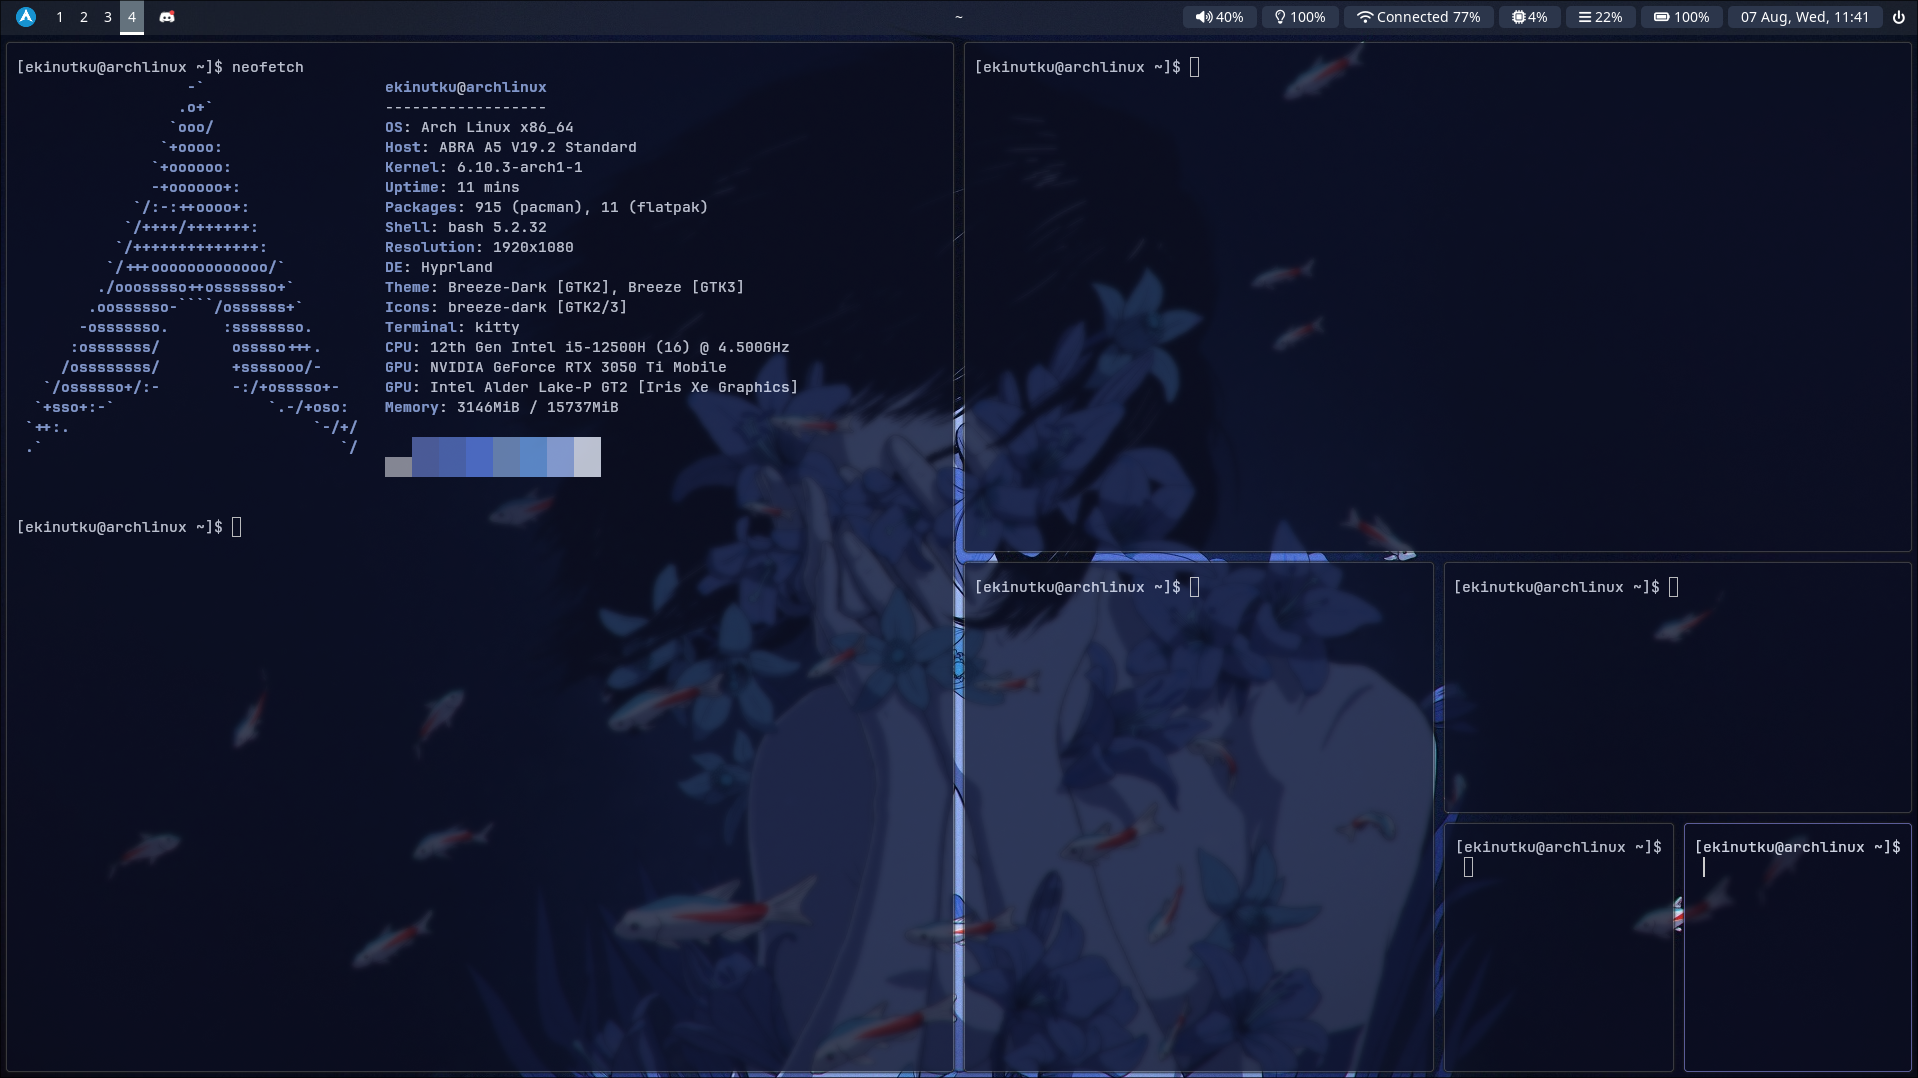 1 2 3 4 ~ 40% 100% Connected 77% 4% 22% 100% 07 Aug, Wed, 11:41
[ekinutku@archlinux ~]$ neofetch
                   -`
                  .o+`
                 `ooo/
                `+oooo:
               `+oooooo:
               -+oooooo+:
             `/:-:++oooo+:
            `/++++/+++++++:
           `/++++++++++++++:
          `/+++ooooooooooooo/`
         ./ooosssso++osssssso+`
        .oossssso-````/ossssss+`
       -osssssso.      :ssssssso.
      :osssssss/        osssso+++.
     /ossssssss/        +ssssooo/-
   `/ossssso+/:-        -:/+osssso+-
  `+sso+:-`                 `.-/+oso:
 `++:.                           `-/+/
 .`                                 `/
ekinutku@archlinux
------------------
OS: Arch Linux x86_64
Host: ABRA A5 V19.2 Standard
Kernel: 6.10.3-arch1-1
Uptime: 11 mins
Packages: 915 (pacman), 11 (flatpak)
Shell: bash 5.2.32
Resolution: 1920x1080
DE: Hyprland
Theme: Breeze-Dark [GTK2], Breeze [GTK3]
Icons: breeze-dark [GTK2/3]
Terminal: kitty
CPU: 12th Gen Intel i5-12500H (16) @ 4.500GHz
GPU: NVIDIA GeForce RTX 3050 Ti Mobile
GPU: Intel Alder Lake-P GT2 [Iris Xe Graphics]
Memory: 3146MiB / 15737MiB
[ekinutku@archlinux ~]$
[ekinutku@archlinux ~]$
[ekinutku@archlinux ~]$
[ekinutku@archlinux ~]$
[ekinutku@archlinux ~]$
[ekinutku@archlinux ~]$